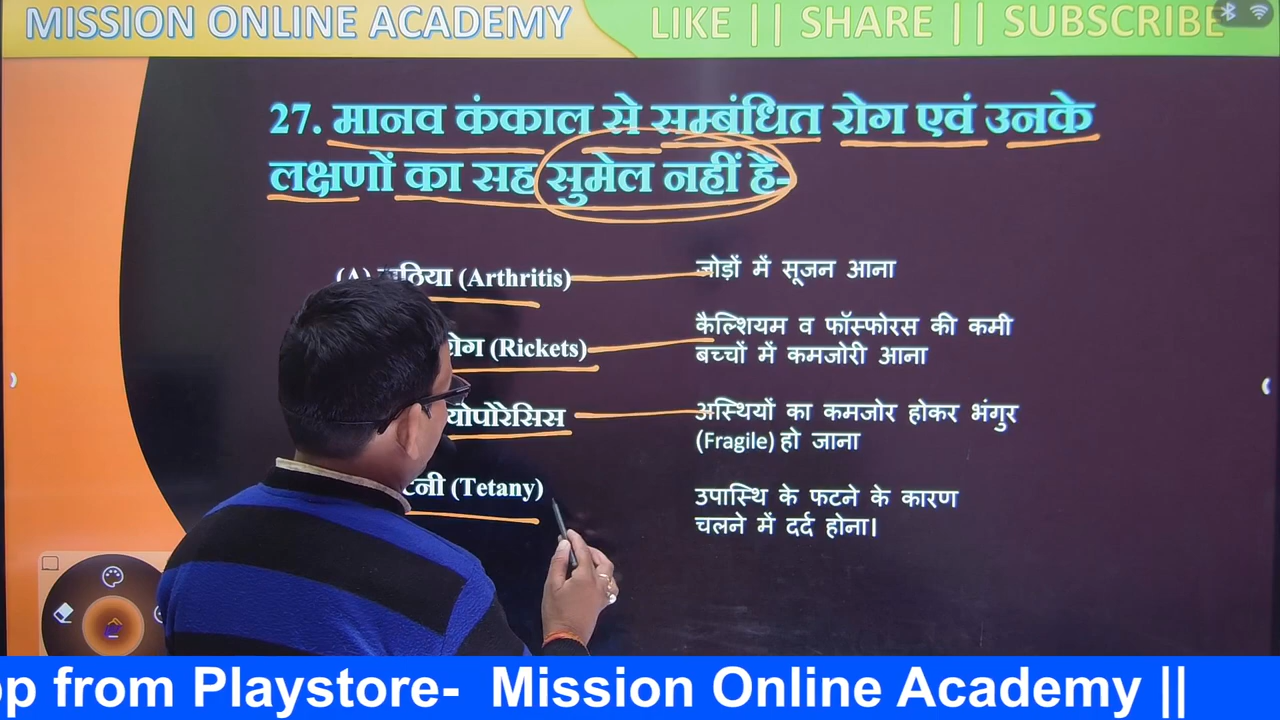 MISSION ONLINE ACADEMY
LIKE || SHARE || SUBSCRIBE
27. मानव कंकाल से सम्बंधित रोग एवं उनके
लक्षणों का सह सुमेल नहीं है-
(Arthritis)
जोड़ों में सूजन आना
(Rickets)
कैल्शियम व फॉस्फोरस की कमी
बच्चों में कमजोरी आना
अस्थियों का कमजोर होकर भंगुर
(Fragile) हो जाना
(Tetany)
उपास्थि के फटने के कारण
चलने में दर्द होना।
from Playstore- Mission Online Academy ||